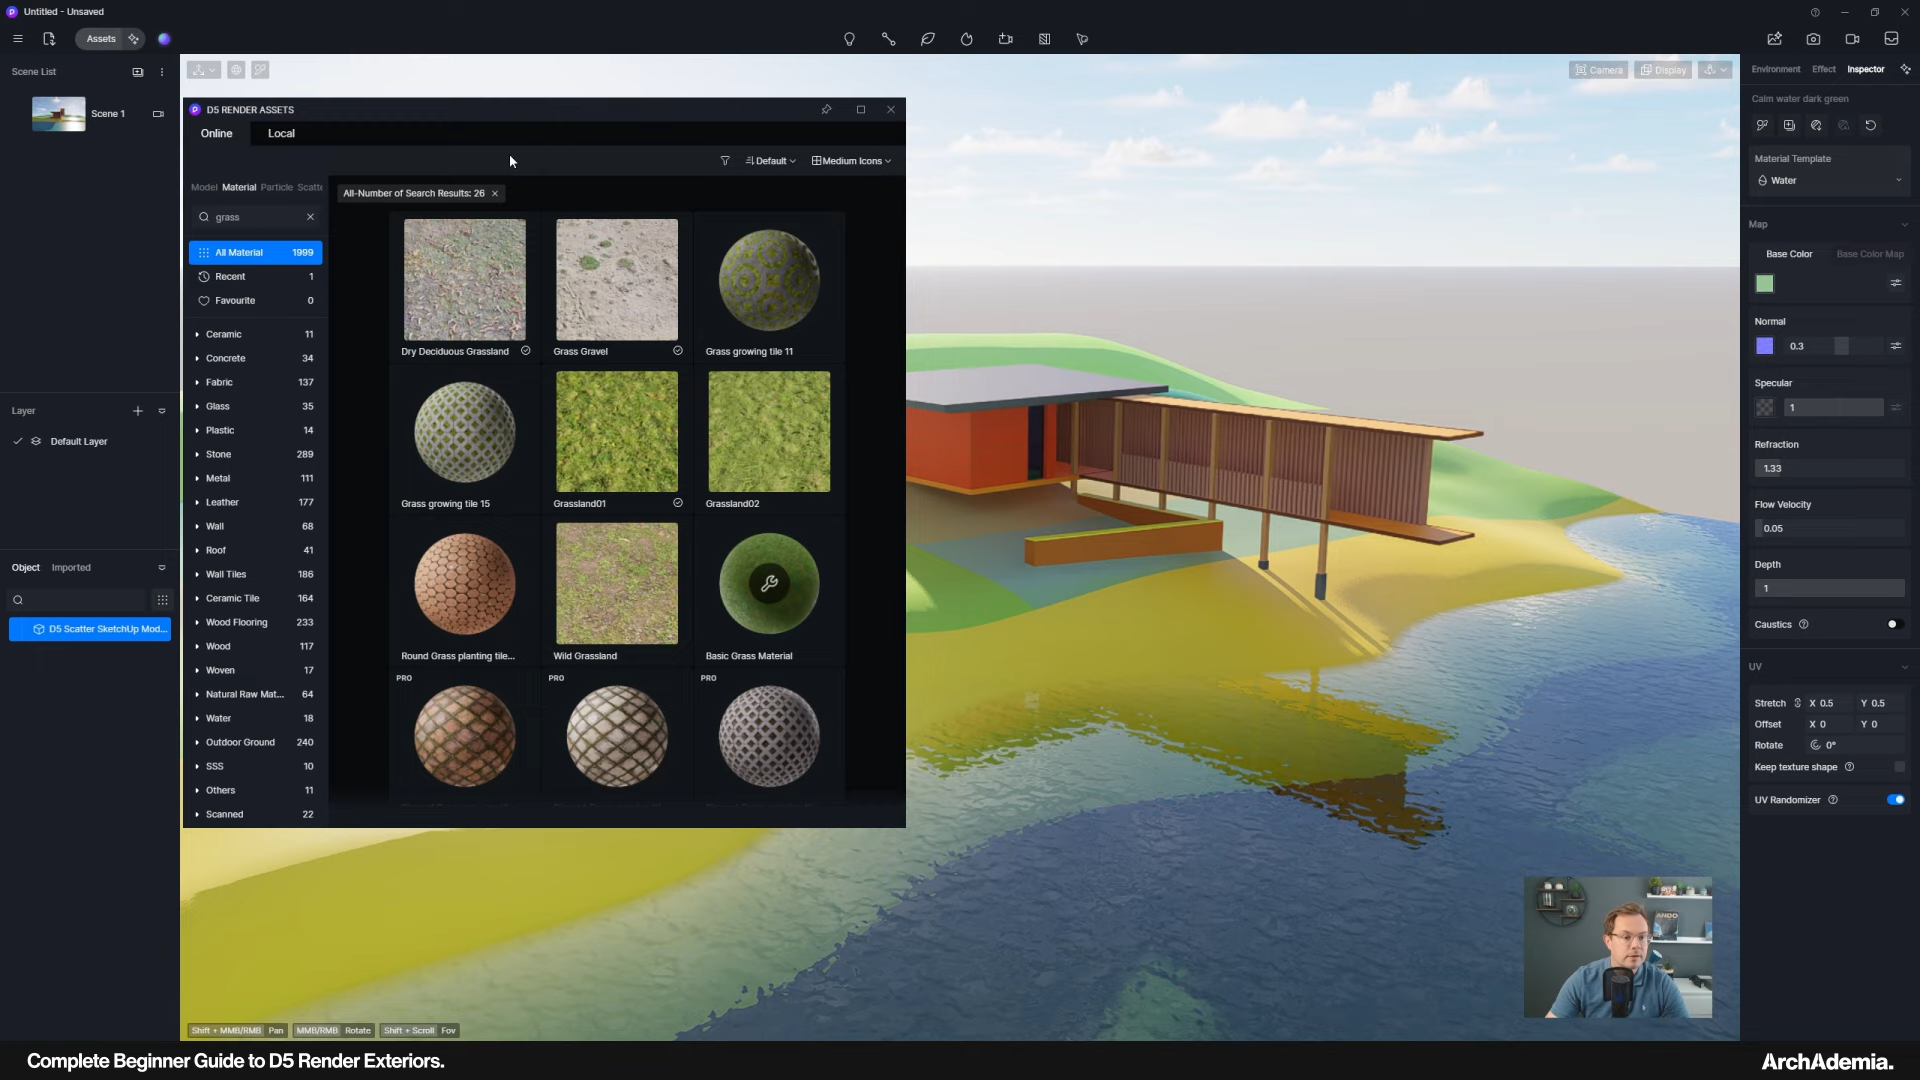 Untitled - Unsaved
Assets
Scene List
Scene 1
Layer
Default Layer
Object Imported
D5 Scatter SketchUp Mod...
Camera Display
D5 RENDER ASSETS
Online Local
Default Medium Icons
Model Material Particle Scatte
All-Number of Search Results: 26
grass
All Material 1999
Recent 1
Favourite 0
Ceramic 11
Concrete 34
Fabric 137
Glass 35
Plastic 14
Stone 289
Metal 111
Leather 177
Wall 68
Roof 41
Wall Tiles 186
Ceramic Tile 164
Wood Flooring 233
Wood 117
Woven 17
Natural Raw Mat... 64
Water 18
Outdoor Ground 240
SSS 10
Others 11
Scanned 22
Dry Deciduous Grassland
Grass Gravel
Grass growing tile 11
Grass growing tile 15
Grassland01
Grassland02
Round Grass planting tile...
Wild Grassland
Basic Grass Material
PRO
PRO
PRO
Environment Effect Inspector
Calm water dark green
Material Template
Water
Map
Base Color Base Color Map
Normal
0.3
Specular
1
Refraction
1.33
Flow Velocity
0.05
Depth
1
Caustics
UV
Stretch X 0.5 Y 0.5
Offset X 0 Y 0
Rotate 0°
Keep texture shape
UV Randomizer
ANDO
Shift + MMB/RMB Pan MMB/RMB Rotate Shift + Scroll Fov
Complete Beginner Guide to D5 Render Exteriors.
ArchAdemia.